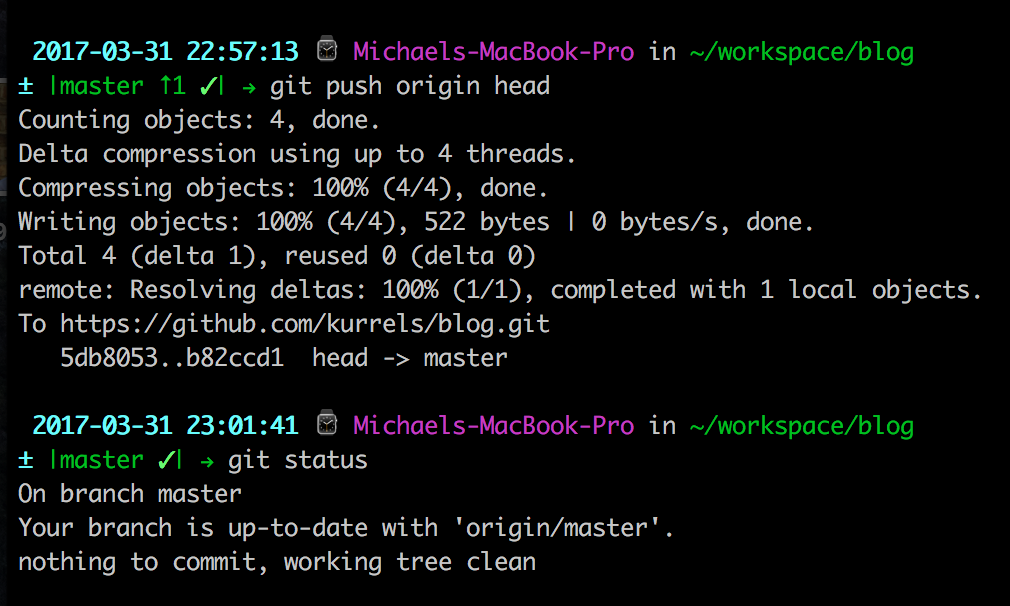 2017-03-31 22:57:13 ⌚ Michaels-MacBook-Pro in ~/workspace/blog
± |master ↑1 ✓| → git push origin head
Counting objects: 4, done.
Delta compression using up to 4 threads.
Compressing objects: 100% (4/4), done.
Writing objects: 100% (4/4), 522 bytes | 0 bytes/s, done.
Total 4 (delta 1), reused 0 (delta 0)
remote: Resolving deltas: 100% (1/1), completed with 1 local objects.
To https://github.com/kurrels/blog.git
   5db8053..b82ccd1  head -> master
2017-03-31 23:01:41 ⌚ Michaels-MacBook-Pro in ~/workspace/blog
± |master ✓| → git status
On branch master
Your branch is up-to-date with 'origin/master'.
nothing to commit, working tree clean